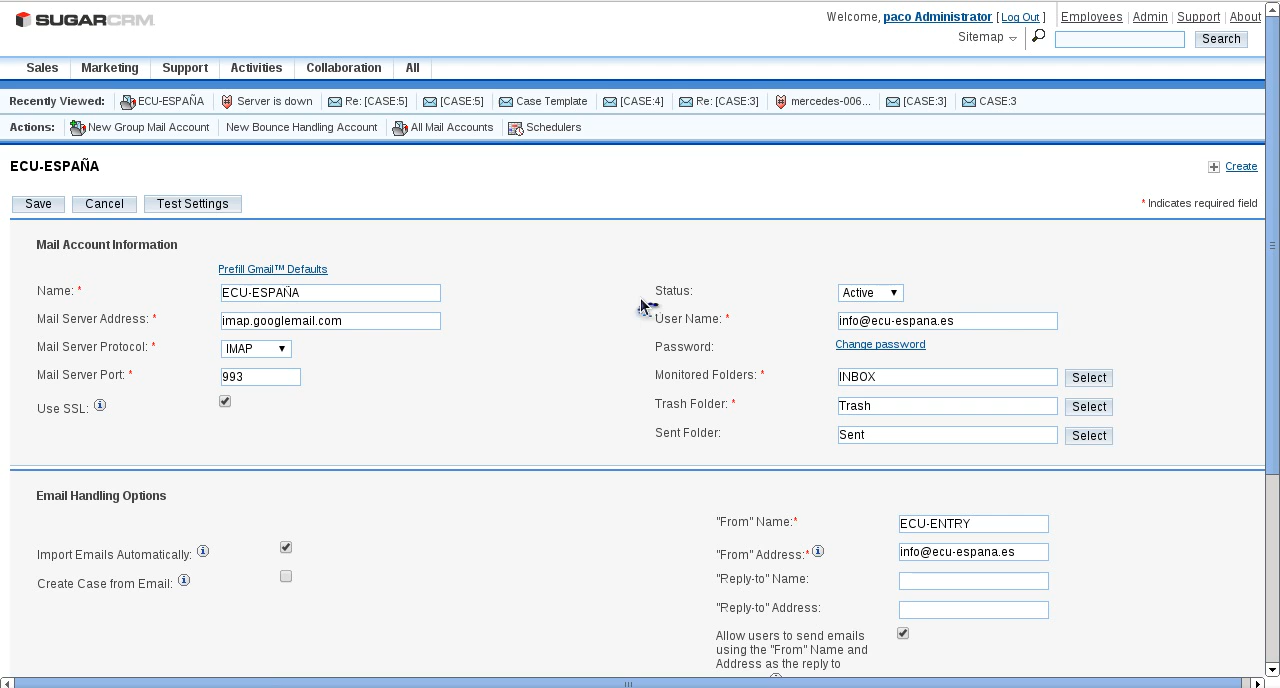 SUGARCRM
Welcome, paco Administrator [ Log Out ] Employees | Admin | Support | About
Sitemap Search
Sales Marketing Support Activities Collaboration All
Recently Viewed: ECU-ESPAÑA Server is down Re: [CASE:5] [CASE:5] Case Template [CASE:4] Re: [CASE:3] mercedes-006... [CASE:3] CASE:3
Actions: New Group Mail Account New Bounce Handling Account All Mail Accounts Schedulers
ECU-ESPAÑA
Create
Save Cancel Test Settings * Indicates required field
Mail Account Information
Prefill Gmail™ Defaults
Name: * ECU-ESPAÑA Status: Active
Mail Server Address: * imap.googlemail.com User Name: * info@ecu-espana.es
Mail Server Protocol: * IMAP Password: Change password
Mail Server Port: * 993 Monitored Folders: * INBOX Select
Use SSL: Trash Folder: * Trash Select
Sent Folder: Sent Select
Email Handling Options
"From" Name:* ECU-ENTRY
Import Emails Automatically: "From" Address:* info@ecu-espana.es
Create Case from Email: "Reply-to" Name:
"Reply-to" Address:
Allow users to send emails
using the "From" Name and
Address as the reply to